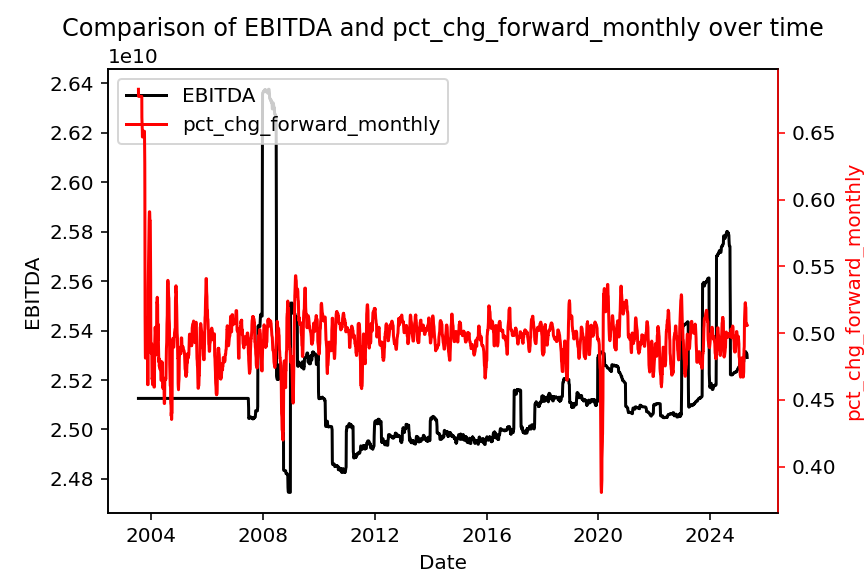 Comparison of EBITDA and pct_chg_forward_monthly over time
1e10
EBITDA
pct_chg_forward_monthly
2.64
2.62
2.60
2.58
2.56
2.54
2.52
2.50
2.48
EBITDA
0.65
0.60
0.55
0.50
0.45
0.40
pct_chg_forward_monthly
2004 2008 2012 2016 2020 2024
Date